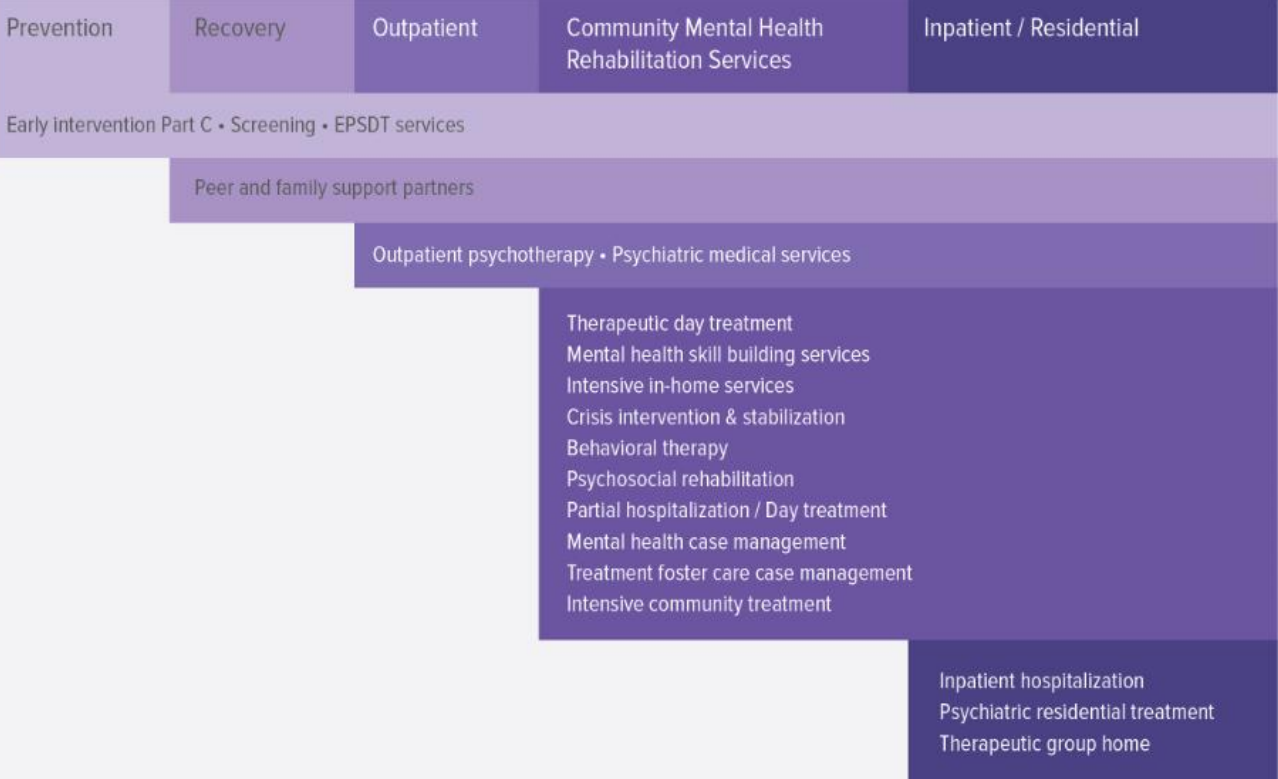 Prevention
Recovery
Outpatient
Community Mental Health
Rehabilitation Services
Inpatient / Residential
Early intervention Part C • Screening • EPSDT services
Peer and family support partners
Outpatient psychotherapy • Psychiatric medical services
Therapeutic day treatment
Mental health skill building services
Intensive in-home services
Crisis intervention & stabilization
Behavioral therapy
Psychosocial rehabilitation
Partial hospitalization / Day treatment
Mental health case management
Treatment foster care case management
Intensive community treatment
Inpatient hospitalization
Psychiatric residential treatment
Therapeutic group home